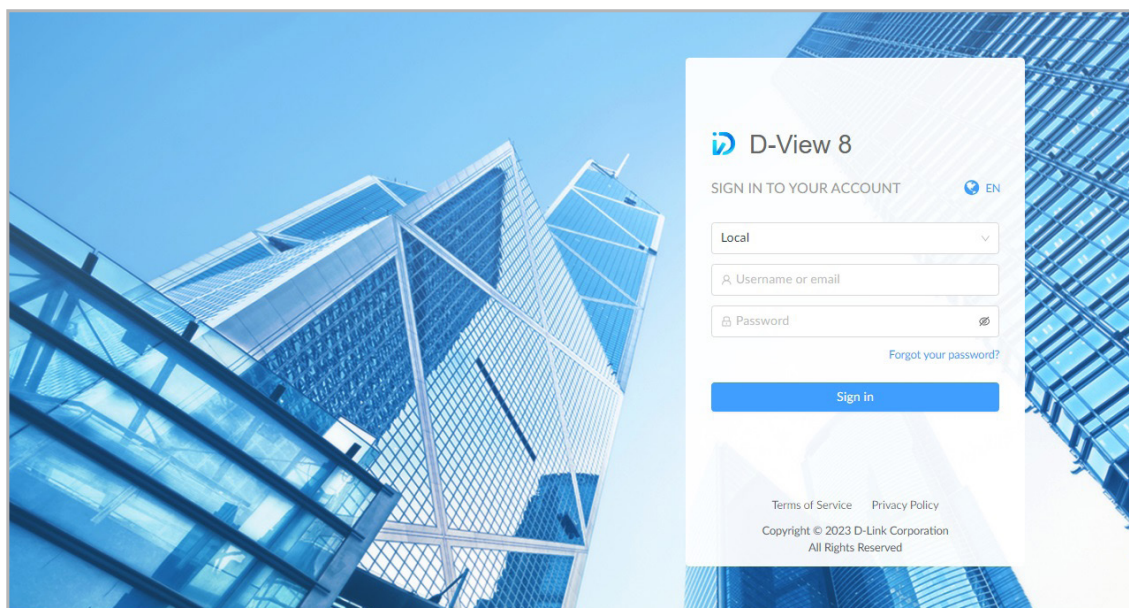 D-View 8
SIGN IN TO YOUR ACCOUNT EN
Local
Username or email
Password
Forgot your password?
Sign in
Terms of Service Privacy Policy
Copyright © 2023 D-Link Corporation
All Rights Reserved